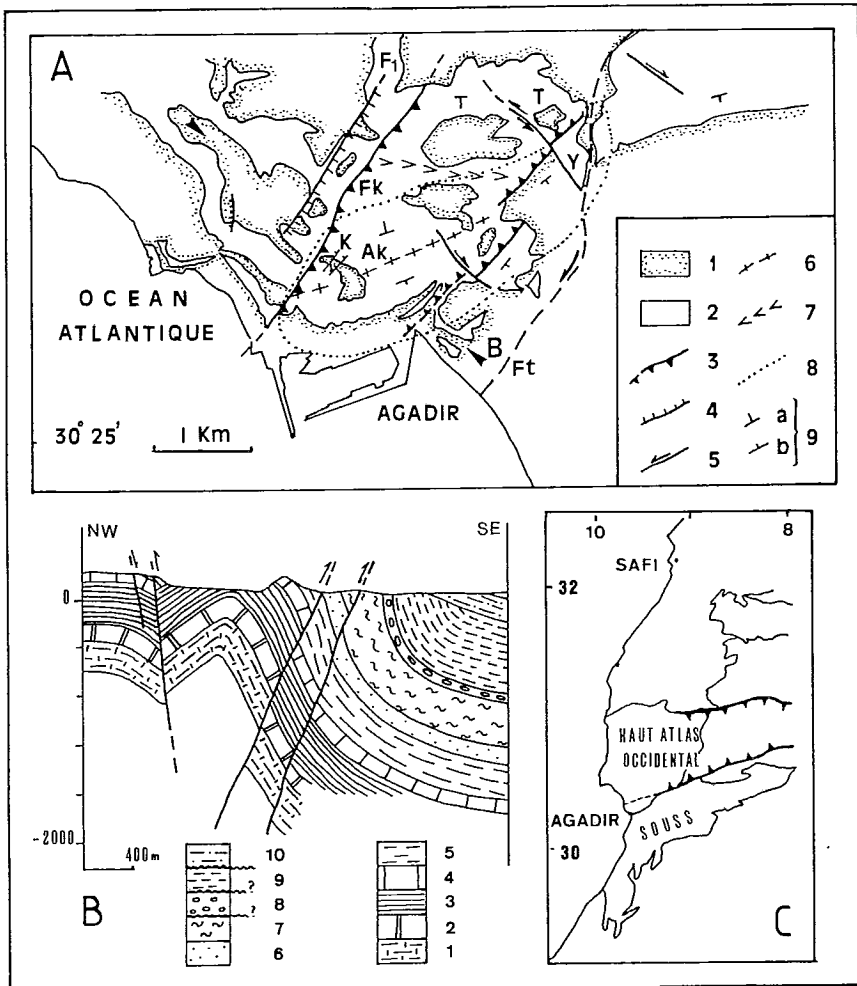 A
F1
T
T
Y
Fk
K
Ak
OCEAN
ATLANTIQUE
B
Ft
AGADIR
30° 25'
1 Km
1
2
3
4
5
6
7
8
a
b
9
NW
SE
0
-2000
400m
10
9
?
8
?
7
6
5
4
3
2
1
B
10
8
SAFI
32
HAUT ATLAS
OCCIDENTAL
AGADIR
SOUSS
30
C